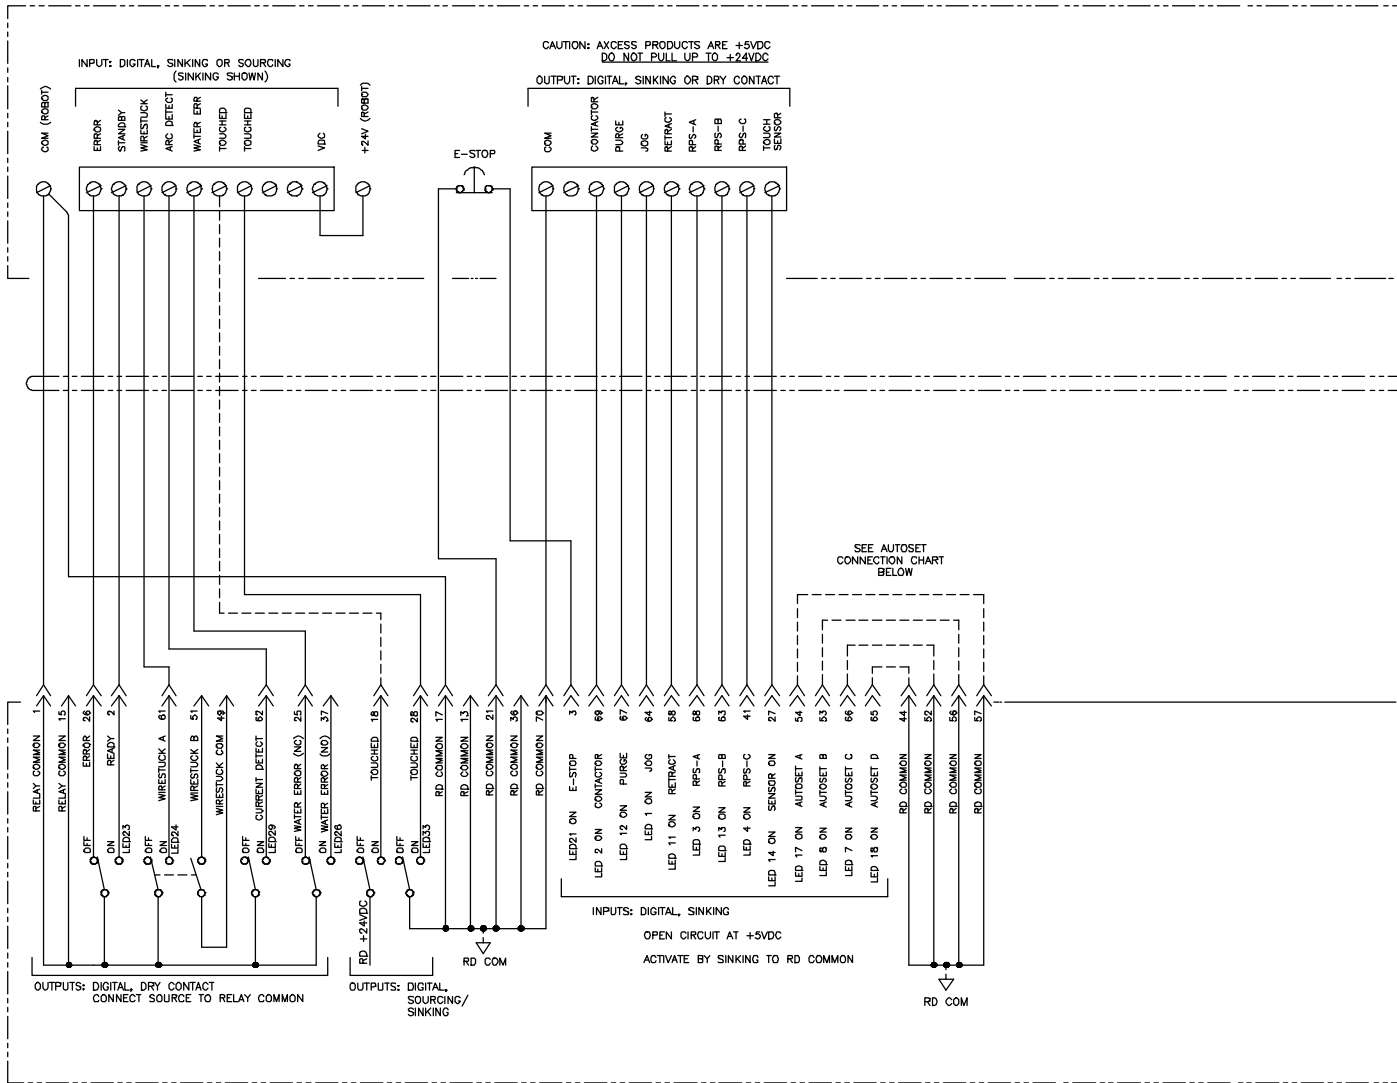 CAUTION: AXCESS PRODUCTS ARE +5VDC
DO NOT PULL UP TO +24VDC
INPUT: DIGITAL, SINKING OR SOURCING
(SINKING SHOWN)
OUTPUT: DIGITAL, SINKING OR DRY CONTACT
COM (ROBOT)
ERROR
STANDBY
WIRESTUCK
ARC DETECT
WATER ERR
TOUCHED
TOUCHED
VDC
+24V (ROBOT)
E-STOP
COM
CONTACTOR
PURGE
JOG
RETRACT
RPS-A
RPS-B
RPS-C
TOUCH
SENSOR
SEE AUTOSET
CONNECTION CHART
BELOW
RELAY COMMON 1
RELAY COMMON 15
ERROR 26
READY 2
WIRESTUCK A 61
WIRESTUCK B 51
WIRESTUCK COM 49
CURRENT DETECT 62
WATER ERROR (NC) 25
WATER ERROR (NO) 37
TOUCHED 18
TOUCHED 28
RD COMMON 17
RD COMMON 13
RD COMMON 21
RD COMMON 36
RD COMMON 70
LED21 ON E-STOP 3
LED 2 ON CONTACTOR 69
LED 12 ON PURGE 67
LED 1 ON JOG 64
LED 11 ON RETRACT 58
LED 3 ON RPS-A 68
LED 13 ON RPS-B 63
LED 4 ON RPS-C 41
LED 14 ON SENSOR ON 27
LED 17 ON AUTOSET A 54
LED 8 ON AUTOSET B 53
LED 7 ON AUTOSET C 66
LED 18 ON AUTOSET D 65
RD COMMON 44
RD COMMON 52
RD COMMON 56
RD COMMON 57
OFF
ON
LED23
OFF
ON
LED24
OFF
ON
LED29
OFF
ON
LED26
OFF
ON
OFF
ON
LED33
RD +24VDC
RD COM
INPUTS: DIGITAL, SINKING
OPEN CIRCUIT AT +5VDC
ACTIVATE BY SINKING TO RD COMMON
OUTPUTS: DIGITAL, DRY CONTACT
CONNECT SOURCE TO RELAY COMMON
OUTPUTS: DIGITAL,
SOURCING/
SINKING
RD COM